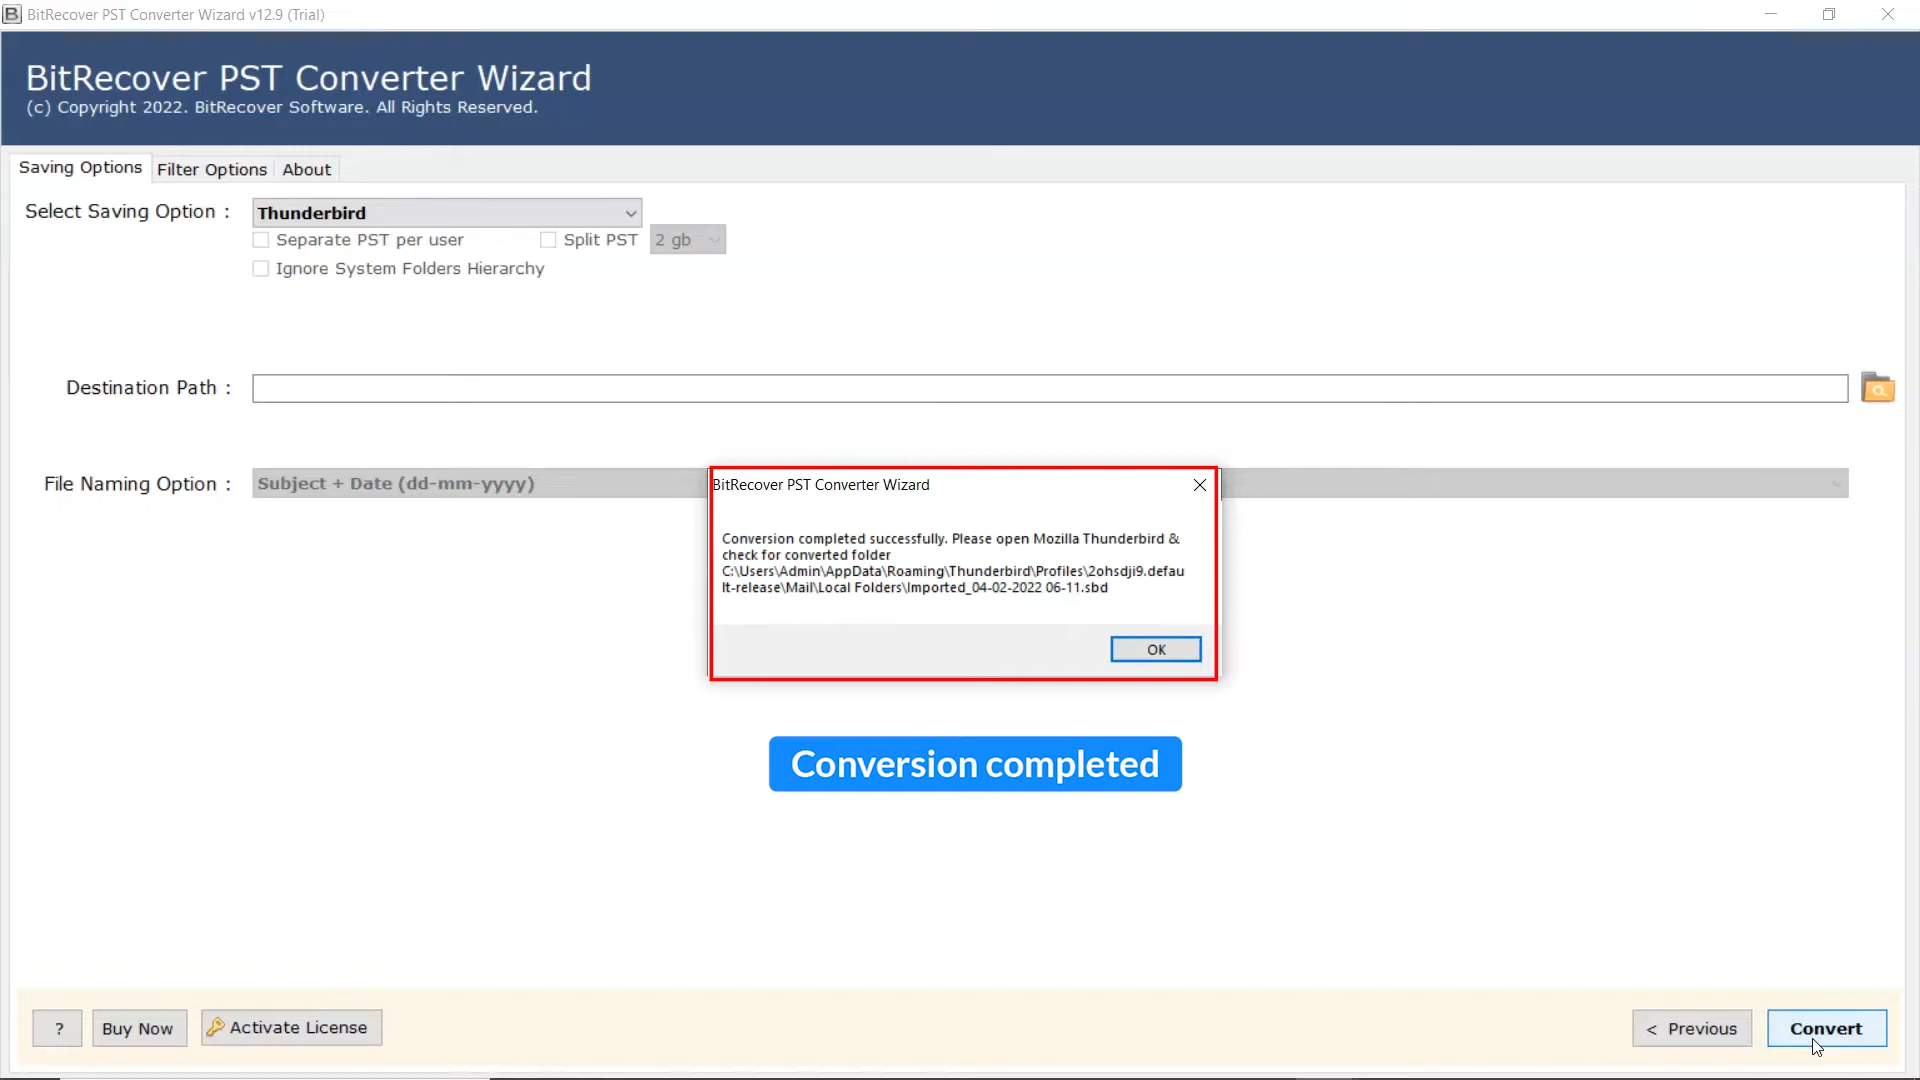 B BitRecover PST Converter Wizard v12.9 (Trial)
BitRecover PST Converter Wizard
(c) Copyright 2022. BitRecover Software. All Rights Reserved.
Saving Options Filter Options About
Select Saving Option : Thunderbird
Separate PST per user Split PST 2 gb
Ignore System Folders Hierarchy
Destination Path :
File Naming Option : Subject + Date (dd-mm-yyyy)
BitRecover PST Converter Wizard
Conversion completed successfully. Please open Mozilla Thunderbird &
check for converted folder
C:\Users\Admin\AppData\Roaming\Thunderbird\Profiles\2ohsdji9.defau
lt-release\Mail\Local Folders\Imported_04-02-2022 06-11.sbd
OK
Conversion completed
? Buy Now Activate License < Previous Convert